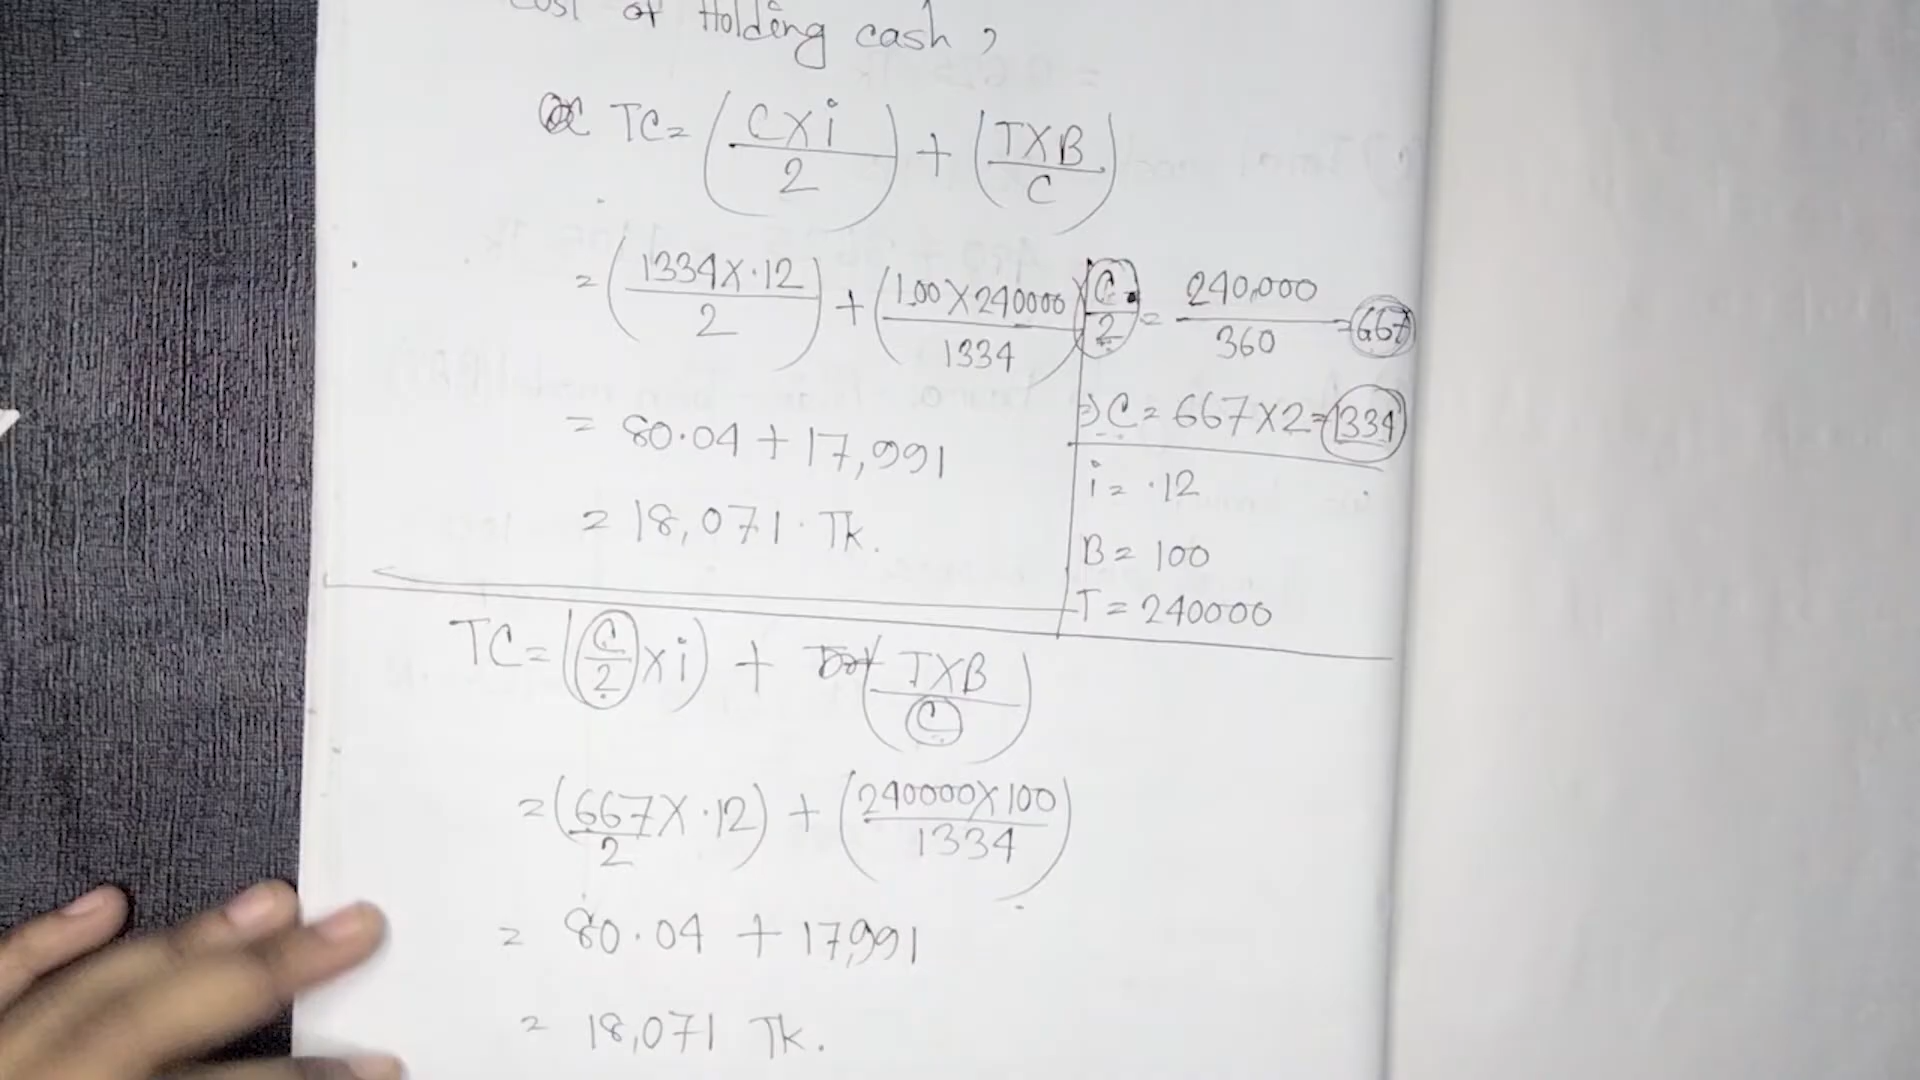 cost of Holding cash,
TC = (C×i/2) + (T×B/C)
= (1334×.12/2) + (100×240000/1334)
= 80.04 + 17,991
= 18,071 Tk.
C/2 = 240,000/360 = 667
⇒ C = 667×2 = 1334
i = .12
B = 100
T = 240000
TC = (C/2 × i) + (T×B/C)
= (667/2 × .12) + (240000×100/1334)
= 80.04 + 17,991
= 18,071 Tk.